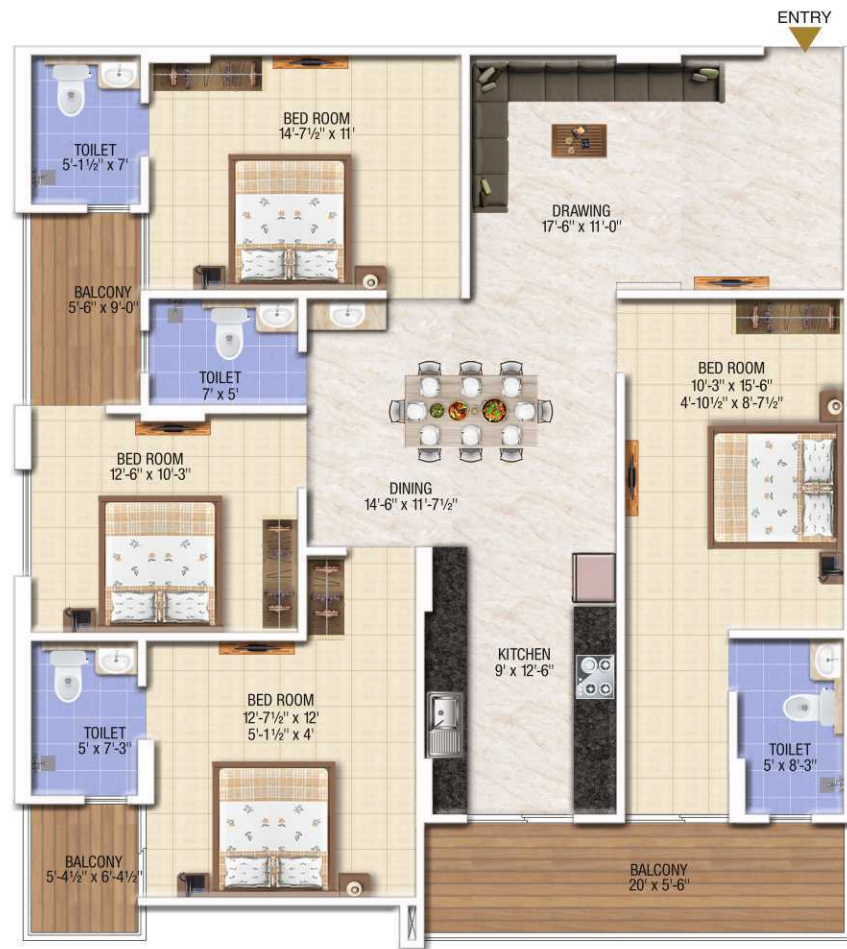 ENTRY
BED ROOM
14'-7½" x 11'
TOILET
5'-1½" x 7'
DRAWING
17'-6" x 11'-0"
BALCONY
5'-6" x 9'-0"
TOILET
7' x 5'
BED ROOM
10'-3" x 15'-6"
4'-10½" x 8'-7½"
BED ROOM
12'-6" x 10'-3"
DINING
14'-6" x 11'-7½"
KITCHEN
9' x 12'-6"
BED ROOM
12'-7½" x 12'
5'-1½" x 4'
TOILET
5' x 7'-3"
TOILET
5' x 8'-3"
BALCONY
5'-4½" x 6'-4½"
BALCONY
20' x 5'-6"